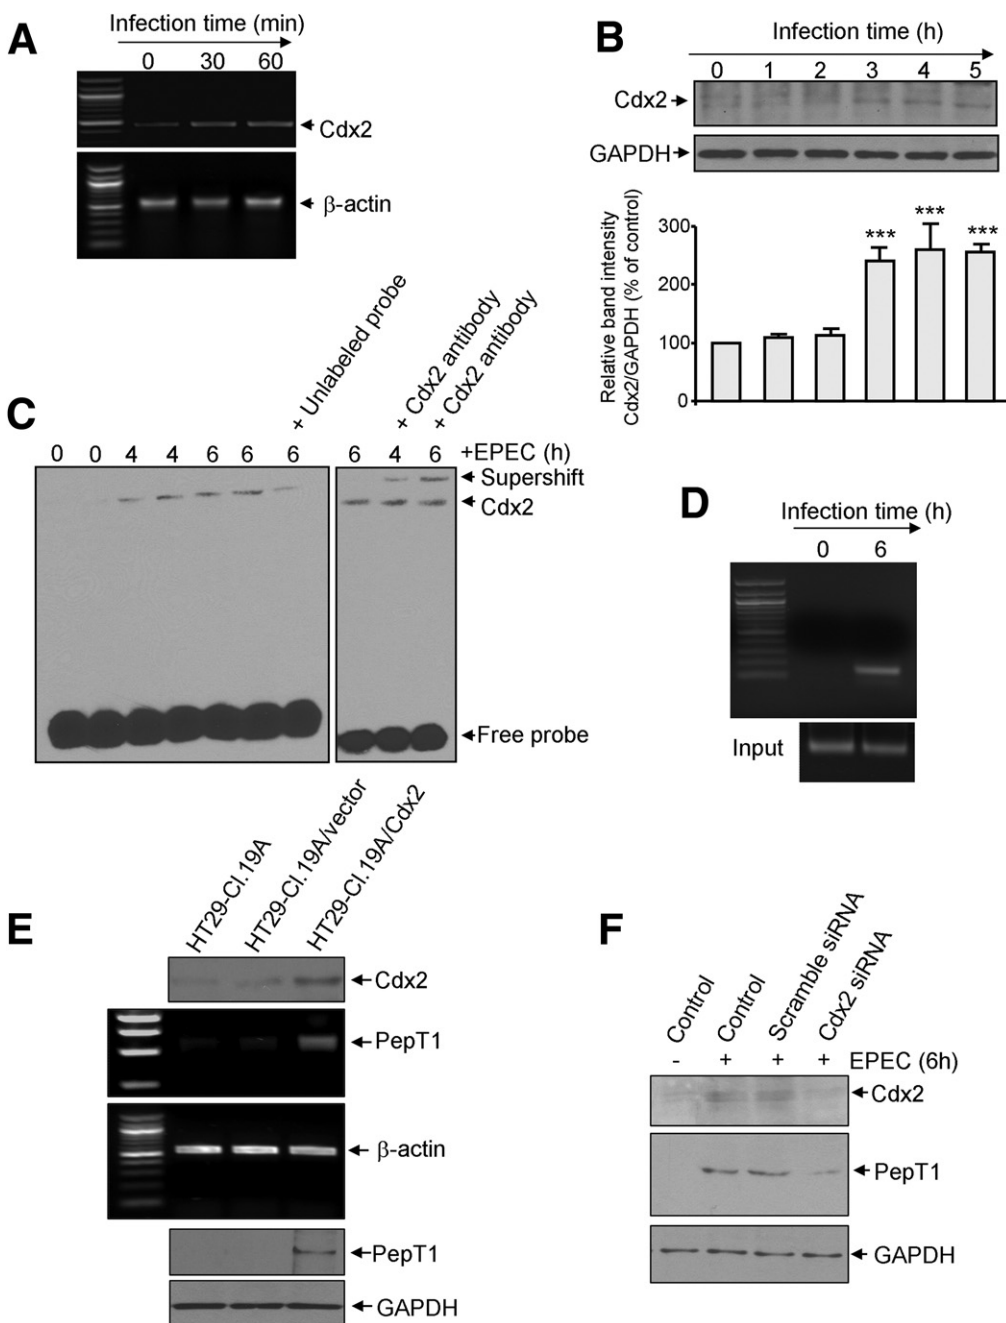 A
Infection time (min)
0 30 60
Cdx2
β-actin
B
Infection time (h)
0 1 2 3 4 5
Cdx2
GAPDH
Relative band intensity
Cdx2/GAPDH (% of control)
300
200
100
0
*** *** ***
C
+ Unlabeled probe
+ Cdx2 antibody
+ Cdx2 antibody
0 0 4 4 6 6 6 6 4 6 +EPEC (h)
Supershift
Cdx2
Free probe
D
Infection time (h)
0 6
Input
E
HT29-Cl.19A
HT29-Cl.19A/vector
HT29-Cl.19A/Cdx2
Cdx2
PepT1
β-actin
PepT1
GAPDH
F
Control
Control
Scramble siRNA
Cdx2 siRNA
- + + + EPEC (6h)
Cdx2
PepT1
GAPDH